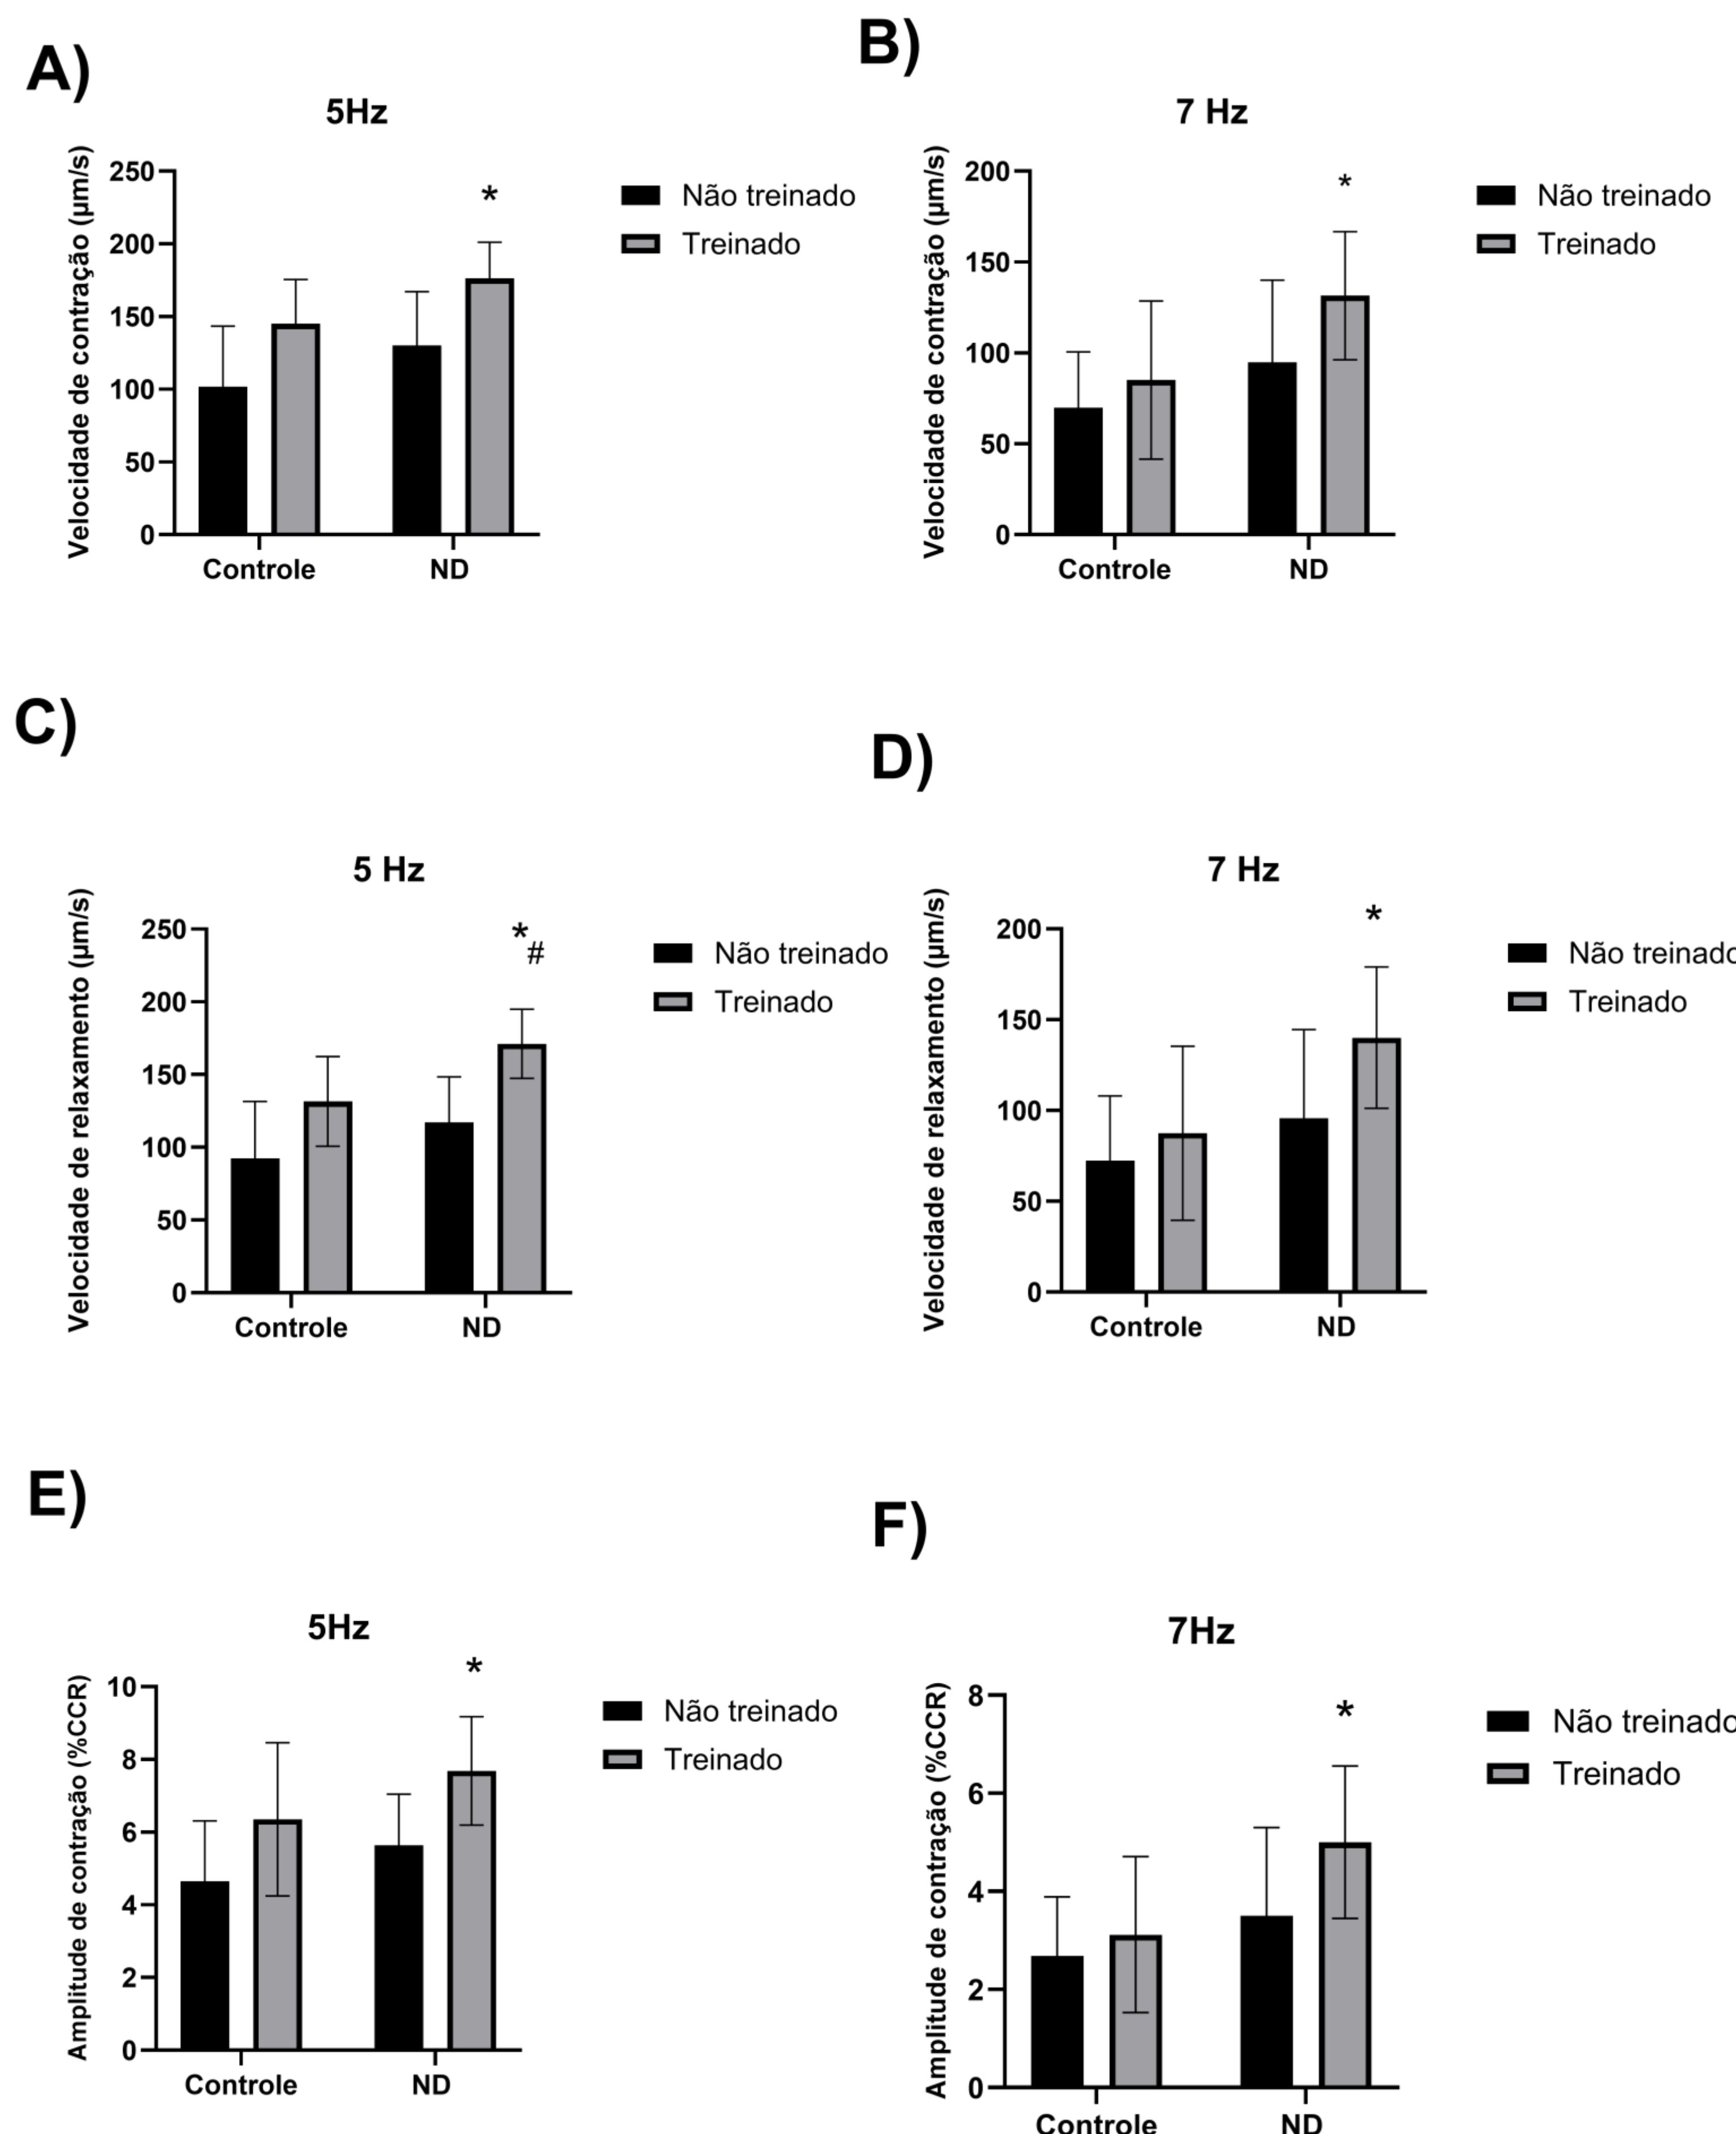 A)
5Hz
Velocidade de contração (μm/s)
250
200
150
100
50
0
*
Controle
ND
Não treinado
Treinado
B)
7 Hz
Velocidade de contração (μm/s)
200
150
100
50
0
*
Controle
ND
Não treinado
Treinado
C)
5 Hz
Velocidade de relaxamento (μm/s)
250
200
150
100
50
0
*
#
Controle
ND
Não treinado
Treinado
D)
7 Hz
Velocidade de relaxamento (μm/s)
200
150
100
50
0
*
Controle
ND
Não treinado
Treinado
E)
5Hz
Amplitude de contração (%CCR)
10
8
6
4
2
0
*
Controle
ND
Não treinado
Treinado
F)
7Hz
Amplitude de contração (%CCR)
8
6
4
2
0
*
Controle
ND
Não treinado
Treinado